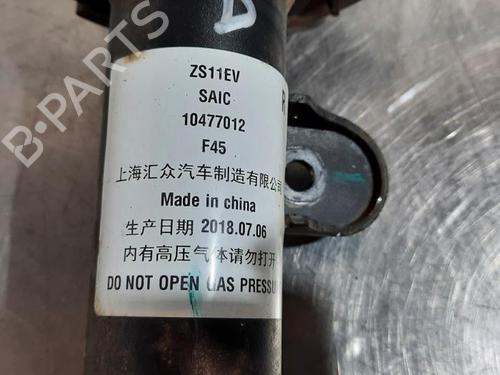 D
ZS11EV
SAIC
10477012
F45
R
上海汇众汽车制造有限公司
Made in china
生产日期 2018.07.06
内有高压气体请勿打开
DO NOT OPEN GAS PRESSU
B-PARTS